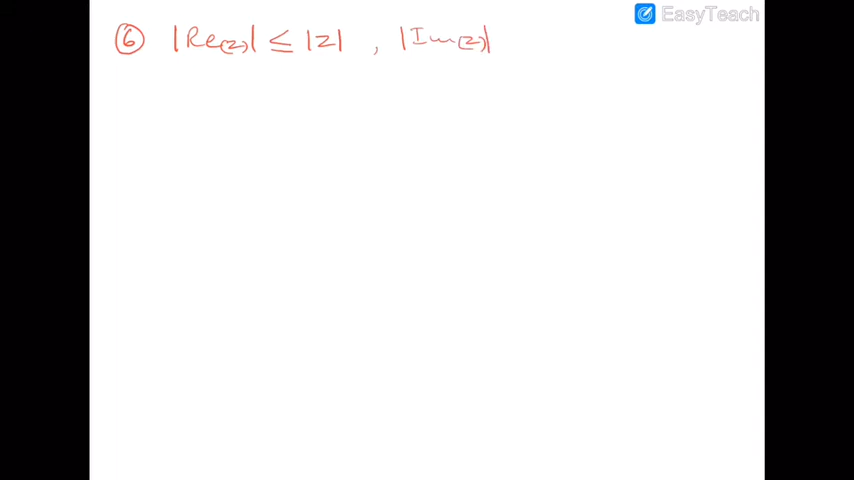 EasyTeach
⑥ |Re(z)| ≤ |z| , |Im(z)|